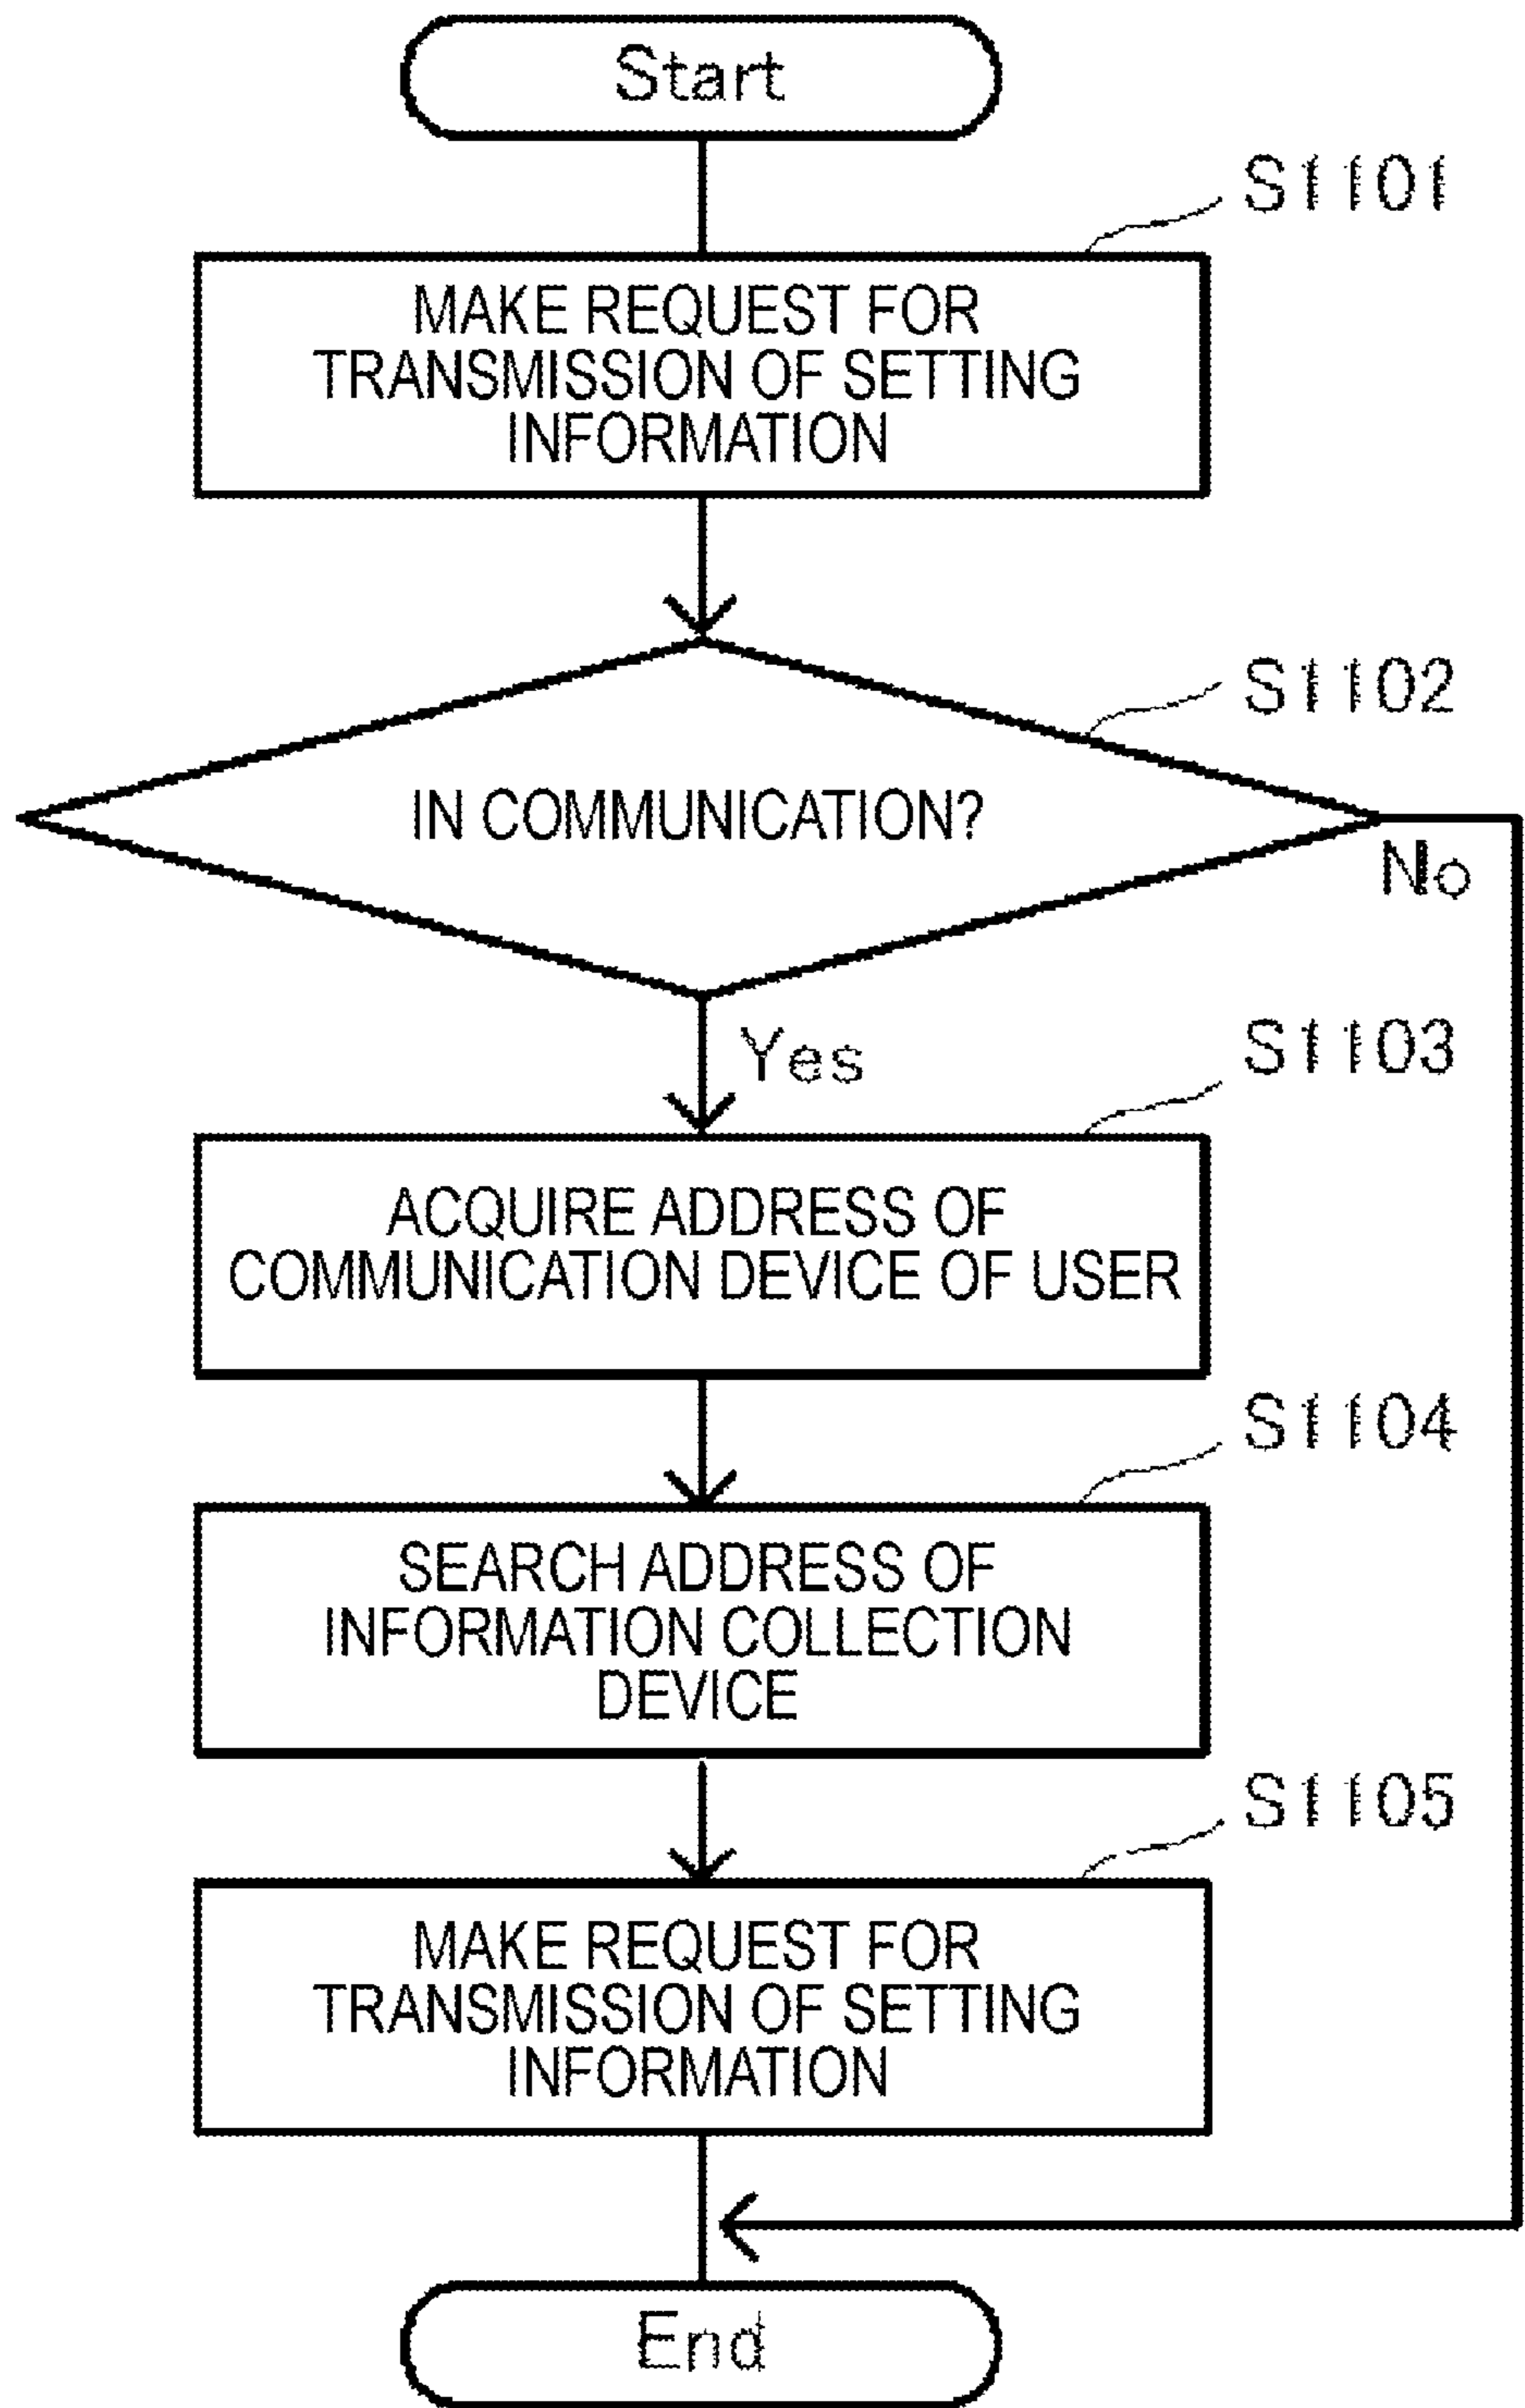 Start
S1101
MAKE REQUEST FOR
TRANSMISSION OF SETTING
INFORMATION
S1102
IN COMMUNICATION?
No
Yes
S1103
ACQUIRE ADDRESS OF
COMMUNICATION DEVICE OF USER
S1104
SEARCH ADDRESS OF
INFORMATION COLLECTION
DEVICE
S1105
MAKE REQUEST FOR
TRANSMISSION OF SETTING
INFORMATION
End